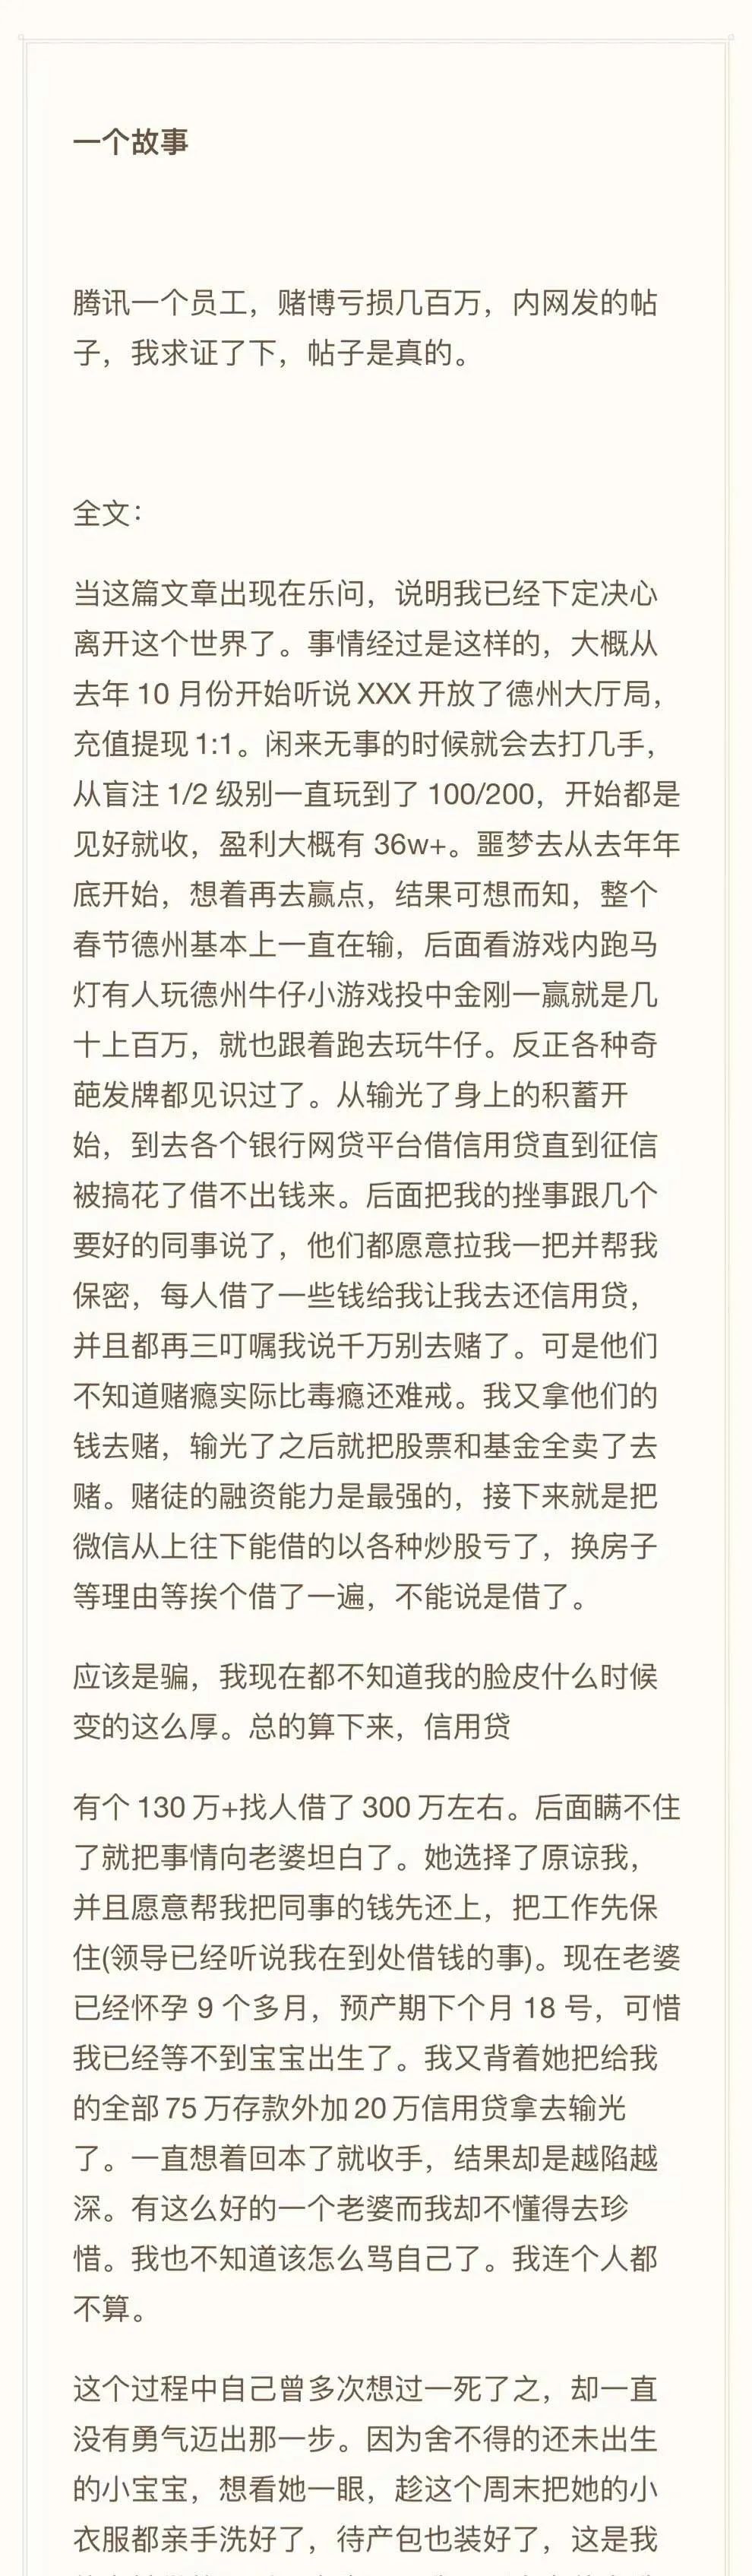 一个故事
腾讯一个员工，赌博亏损几百万，内网发的帖
子，我求证了下，帖子是真的。
全文：
当这篇文章出现在乐问，说明我已经下定决心
离开这个世界了。事情经过是这样的，大概从
去年 10 月份开始听说 XXX 开放了德州大厅局，
充值提现 1:1。闲来无事的时候就会去打几手，
从盲注 1/2 级别一直玩到了 100/200，开始都是
见好就收，盈利大概有 36w+。噩梦去从去年年
底开始，想着再去赢点，结果可想而知，整个
春节德州基本上一直在输，后面看游戏内跑马
灯有人玩德州牛仔小游戏投中金刚一赢就是几
十上百万，就也跟着跑去玩牛仔。反正各种奇
葩发牌都见识过了。从输光了身上的积蓄开
始，到去各个银行网贷平台借信用贷直到征信
被搞花了借不出钱来。后面把我的挫事跟几个
要好的同事说了，他们都愿意拉我一把并帮我
保密，每人借了一些钱给我让我去还信用贷，
并且都再三叮嘱我说千万别去赌了。可是他们
不知道赌瘾实际比毒瘾还难戒。我又拿他们的
钱去赌，输光了之后就把股票和基金全卖了去
赌。赌徒的融资能力是最强的，接下来就是把
微信从上往下能借的以各种炒股亏了，换房子
等理由等挨个借了一遍，不能说是借了。
应该是骗，我现在都不知道我的脸皮什么时候
变的这么厚。总的算下来，信用贷
有个 130 万+找人借了 300 万左右。后面瞒不住
了就把事情向老婆坦白了。她选择了原谅我，
并且愿意帮我把同事的钱先还上，把工作先保
住(领导已经听说我在到处借钱的事)。现在老婆
已经怀孕 9 个多月，预产期下个月 18 号，可惜
我已经等不到宝宝出生了。我又背着她把给我
的全部 75 万存款外加 20 万信用贷拿去输光
了。一直想着回本了就收手，结果却是越陷越
深。有这么好的一个老婆而我却不懂得去珍
惜。我也不知道该怎么骂自己了。我连个人都
不算。
这个过程中自己曾多次想过一死了之，却一直
没有勇气迈出那一步。因为舍不得的还未出生
的小宝宝，想看她一眼，趁这个周末把她的小
衣服都亲手洗好了，待产包也装好了，这是我